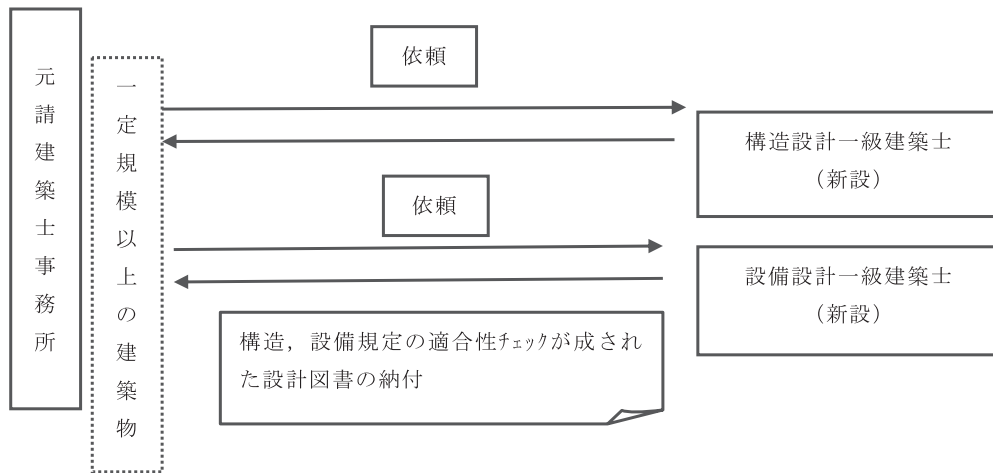 元請建築士事務所
一定規模以上の建築物
依頼
構造設計一級建築士
（新設）
依頼
設備設計一級建築士
（新設）
構造，設備規定の適合性ﾁｪｯｸが成され
た設計図書の納付